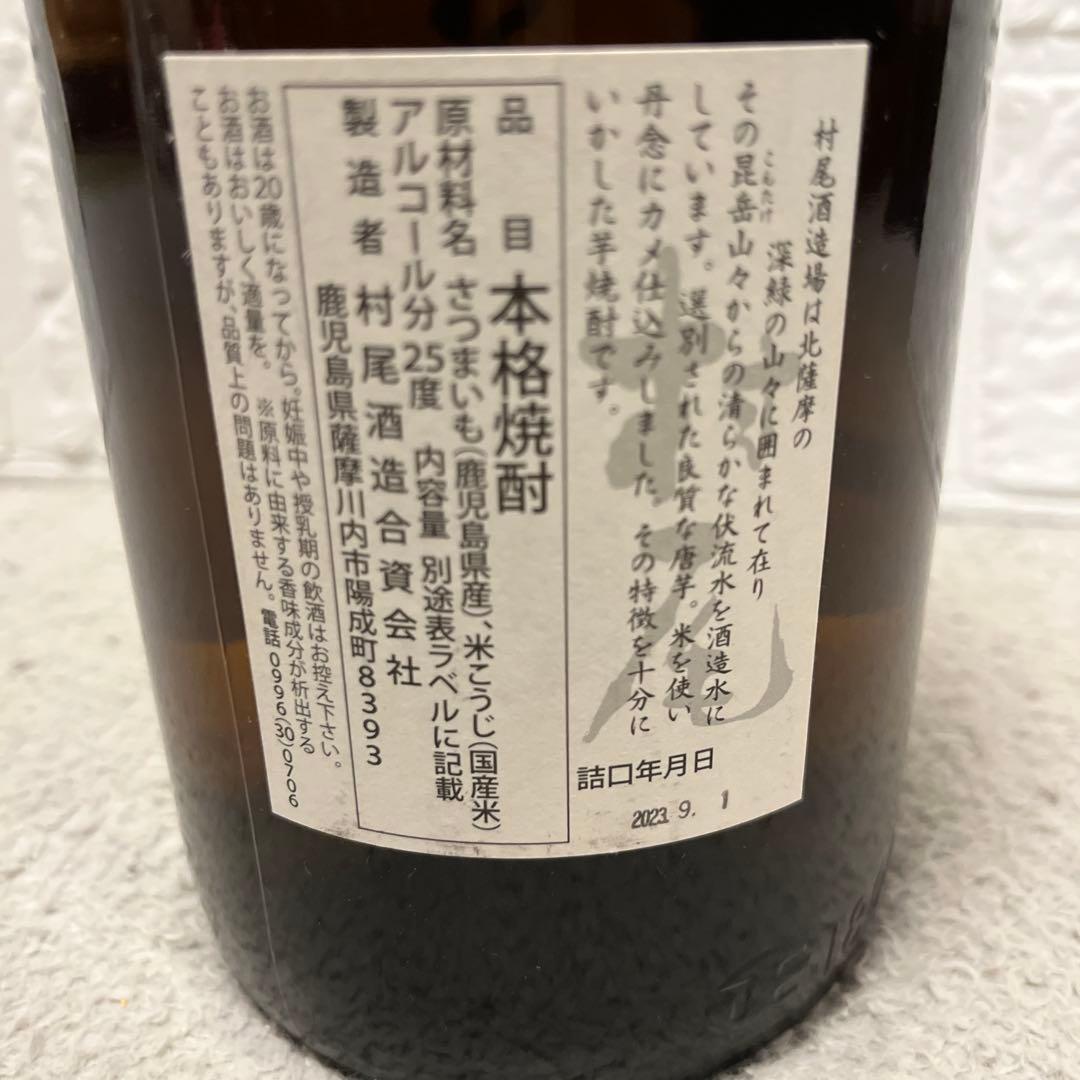 村尾酒造場は北薩摩の
深緑の山々に囲まれて在り
その昆岳山々からの清らかな伏流水を酒造水に
こもたけ
しています。選別された良質な唐芋。米を使い
丹念にカメ仕込みしました。その特徴を十分に
いかした芋焼酎です。
村尾
詰口年月日
2023. 9. 1
品目 本格焼酎
原材料名 さつまいも(鹿児島県産)、米こうじ(国産米)
アルコール分25度 内容量 別途表ラベルに記載
製造者 村尾酒造合資会社
鹿児島県薩摩川内市陽成町8393
お酒は20歳になってから。妊娠中や授乳期の飲酒はお控え下さい。
お酒はおいしく適量を。 ※原料に由来する香味成分が析出する
こともありますが、品質上の問題はありません。電話 0996(30)0706